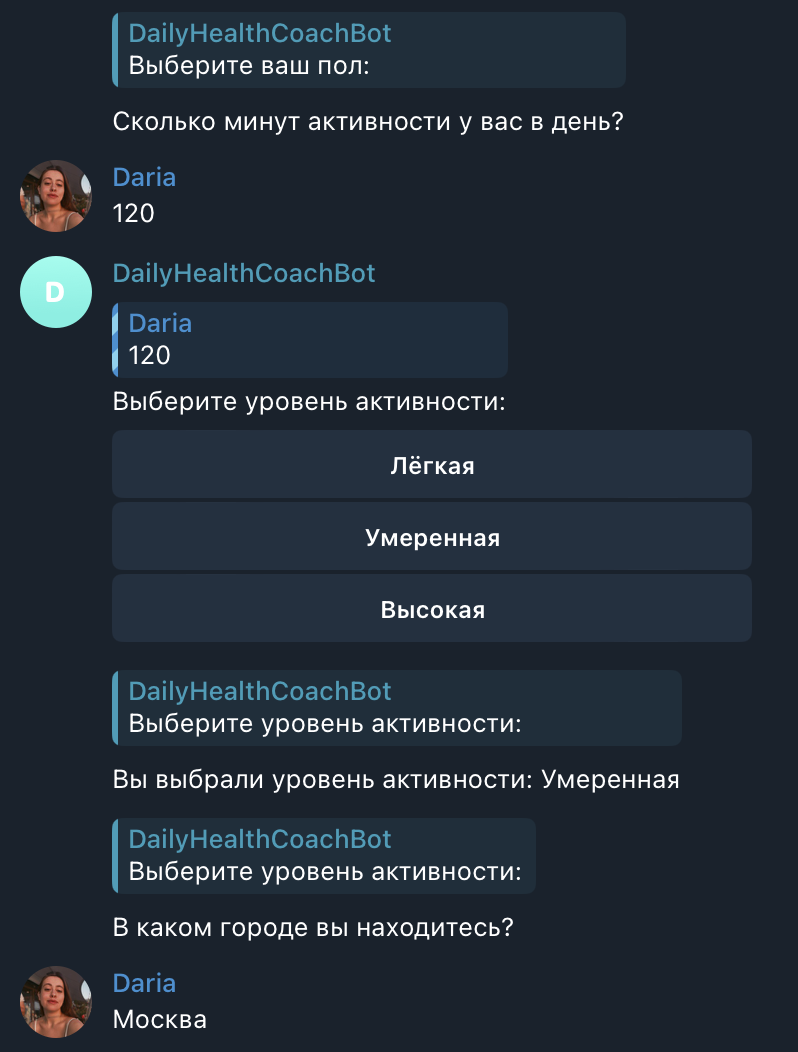 DailyHealthCoachBot
Выберите ваш пол:
Сколько минут активности у вас в день?
Daria
120
D
DailyHealthCoachBot
Daria
120
Выберите уровень активности:
Лёгкая
Умеренная
Высокая
DailyHealthCoachBot
Выберите уровень активности:
Вы выбрали уровень активности: Умеренная
DailyHealthCoachBot
Выберите уровень активности:
В каком городе вы находитесь?
Daria
Москва